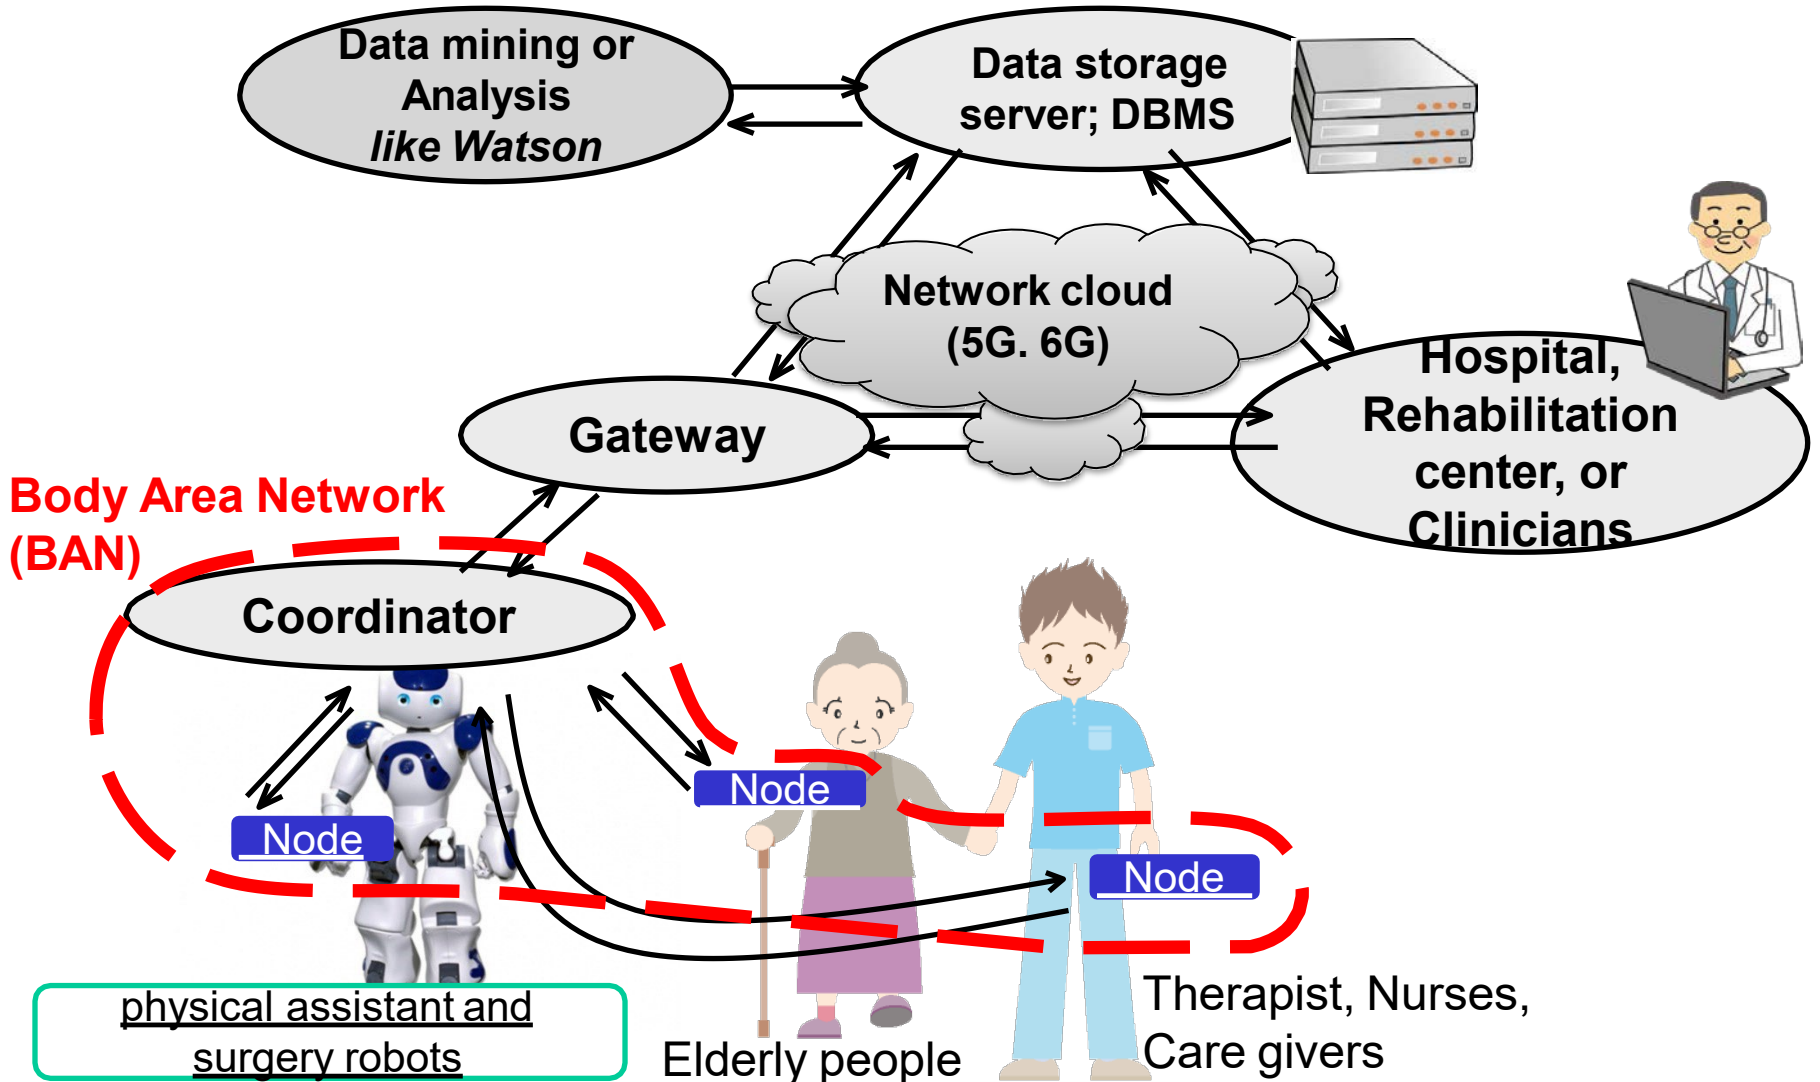 Data mining or
Analysis
like Watson
Data storage
server; DBMS
Network cloud
(5G. 6G)
Hospital,
Rehabilitation
center, or
Clinicians
Gateway
Body Area Network
(BAN)
Coordinator
Node
Node
Node
physical assistant and
surgery robots
Elderly people
Therapist, Nurses,
Care givers